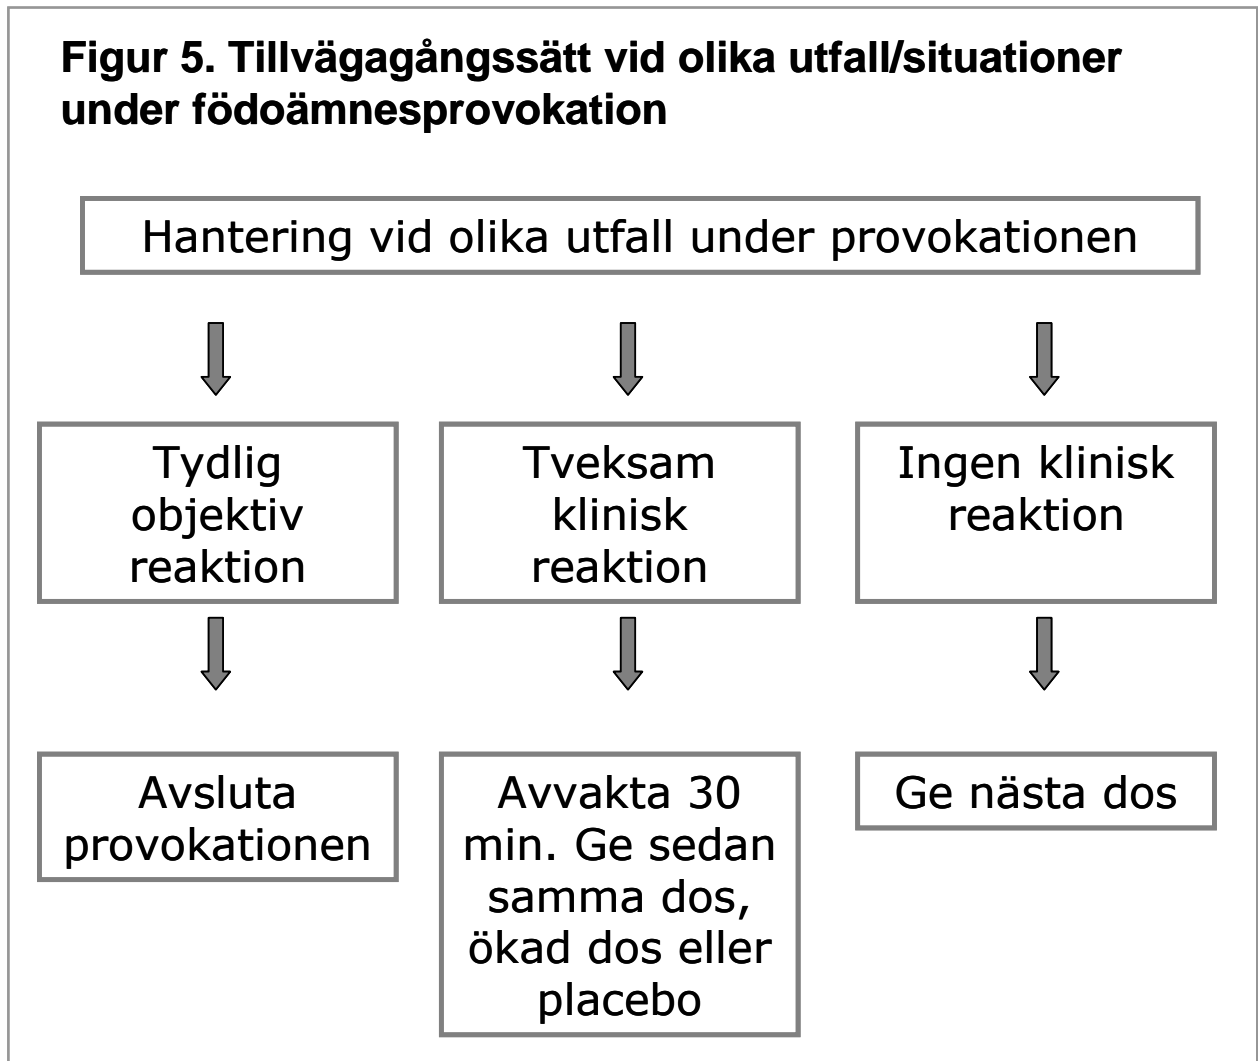 Figur 5. Tillvägagångssätt vid olika utfall/situationer
under födoämnesprovokation
Hantering vid olika utfall under provokationen
Tydlig
objektiv
reaktion
Tveksam
klinisk
reaktion
Ingen klinisk
reaktion
Avsluta
provokationen
Avvakta 30
min. Ge sedan
samma dos,
ökad dos eller
placebo
Ge nästa dos